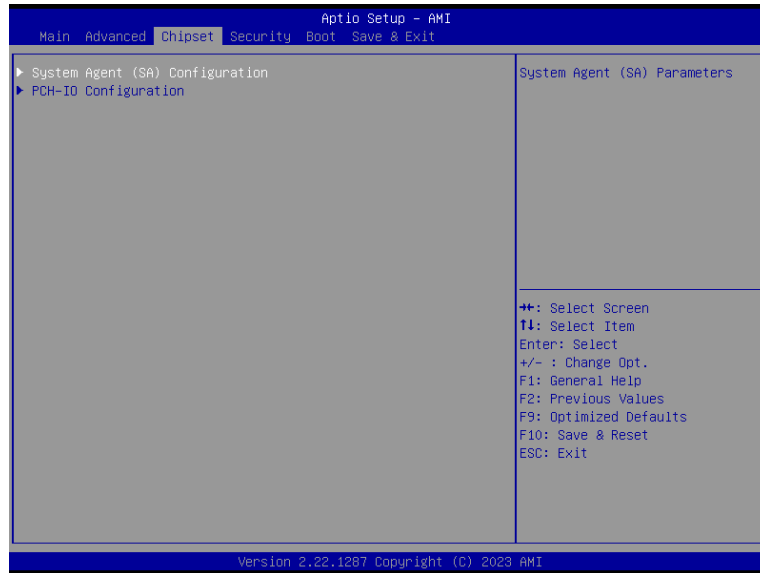 Aptio Setup – AMI
Main Advanced Chipset Security Boot Save & Exit
▶ System Agent (SA) Configuration
▶ PCH-IO Configuration
System Agent (SA) Parameters
→←: Select Screen
↑↓: Select Item
Enter: Select
+/- : Change Opt.
F1: General Help
F2: Previous Values
F9: Optimized Defaults
F10: Save & Reset
ESC: Exit
Version 2.22.1287 Copyright (C) 2023 AMI